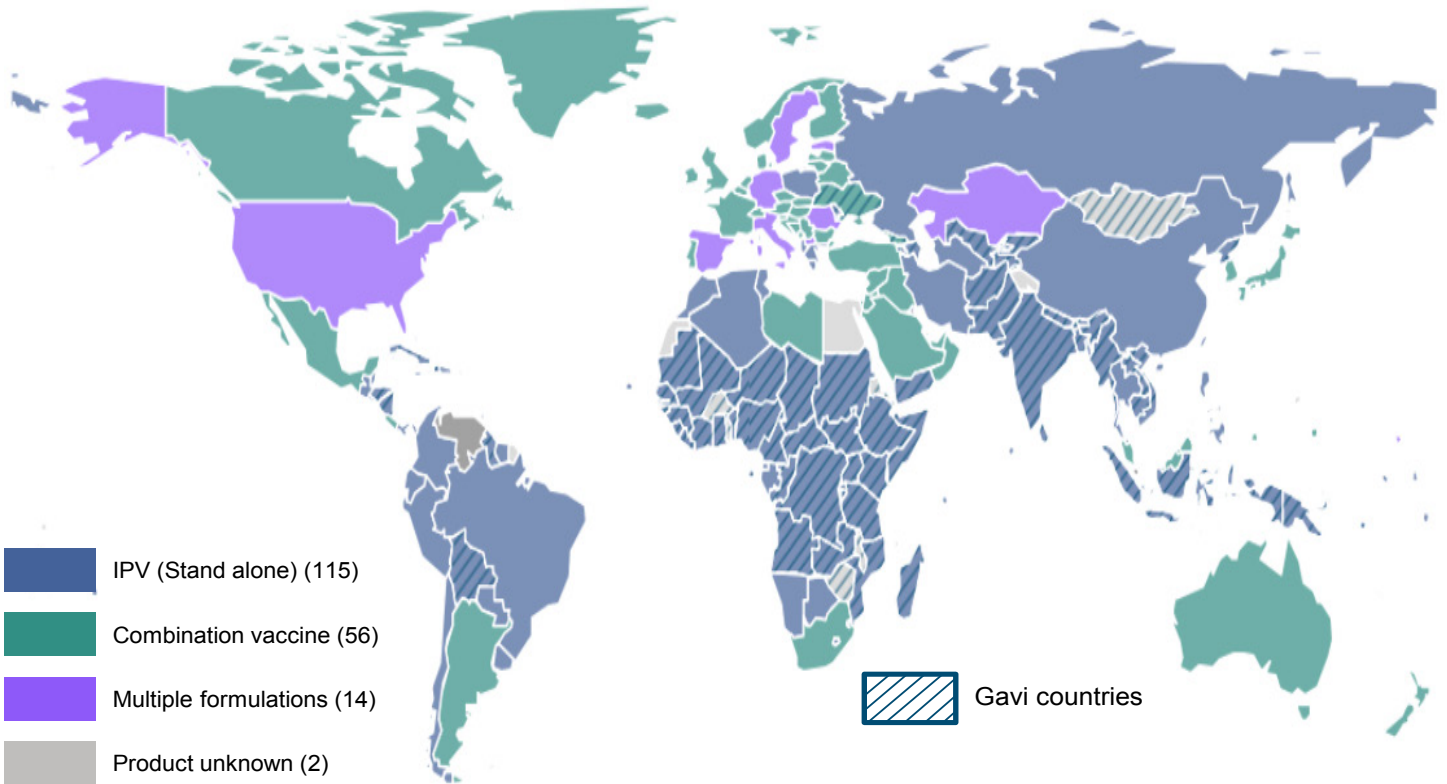 IPV (Stand alone) (115)
Combination vaccine (56)
Multiple formulations (14)
Product unknown (2)
Gavi countries